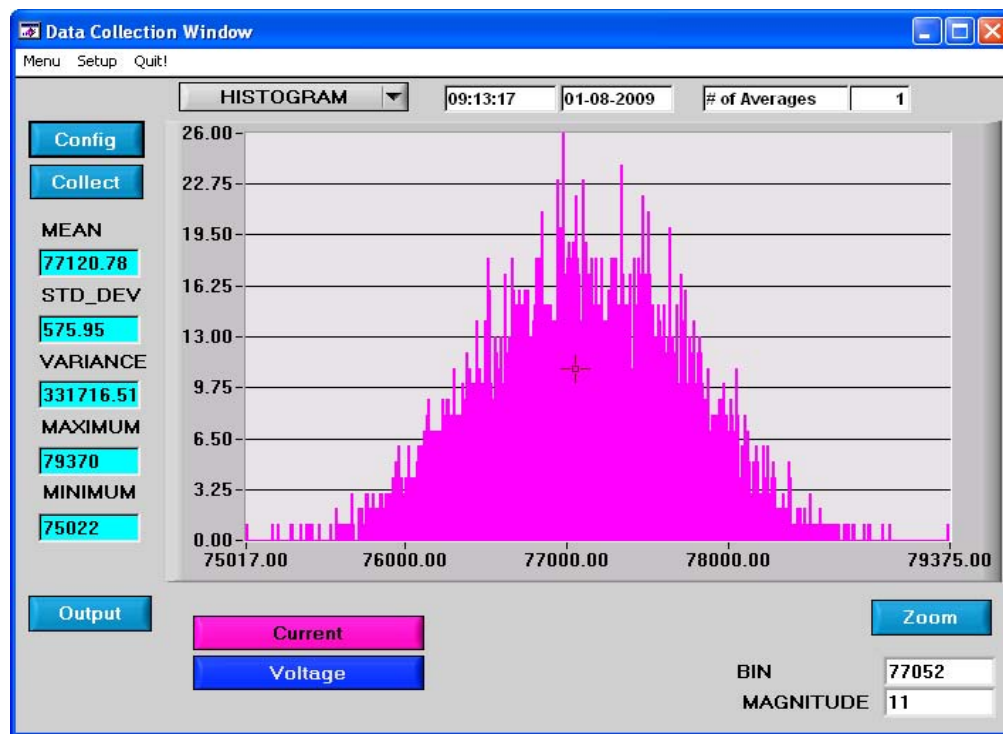 Data Collection Window
Menu Setup Quit!
HISTOGRAM 09:13:17 01-08-2009 # of Averages 1
Config
Collect
MEAN
77120.78
STD_DEV
575.95
VARIANCE
331716.51
MAXIMUM
79370
MINIMUM
75022
26.00
22.75
19.50
16.25
13.00
9.75
6.50
3.25
0.00
75017.00 76000.00 77000.00 78000.00 79375.00
Output
Current
Voltage
Zoom
BIN 77052
MAGNITUDE 11